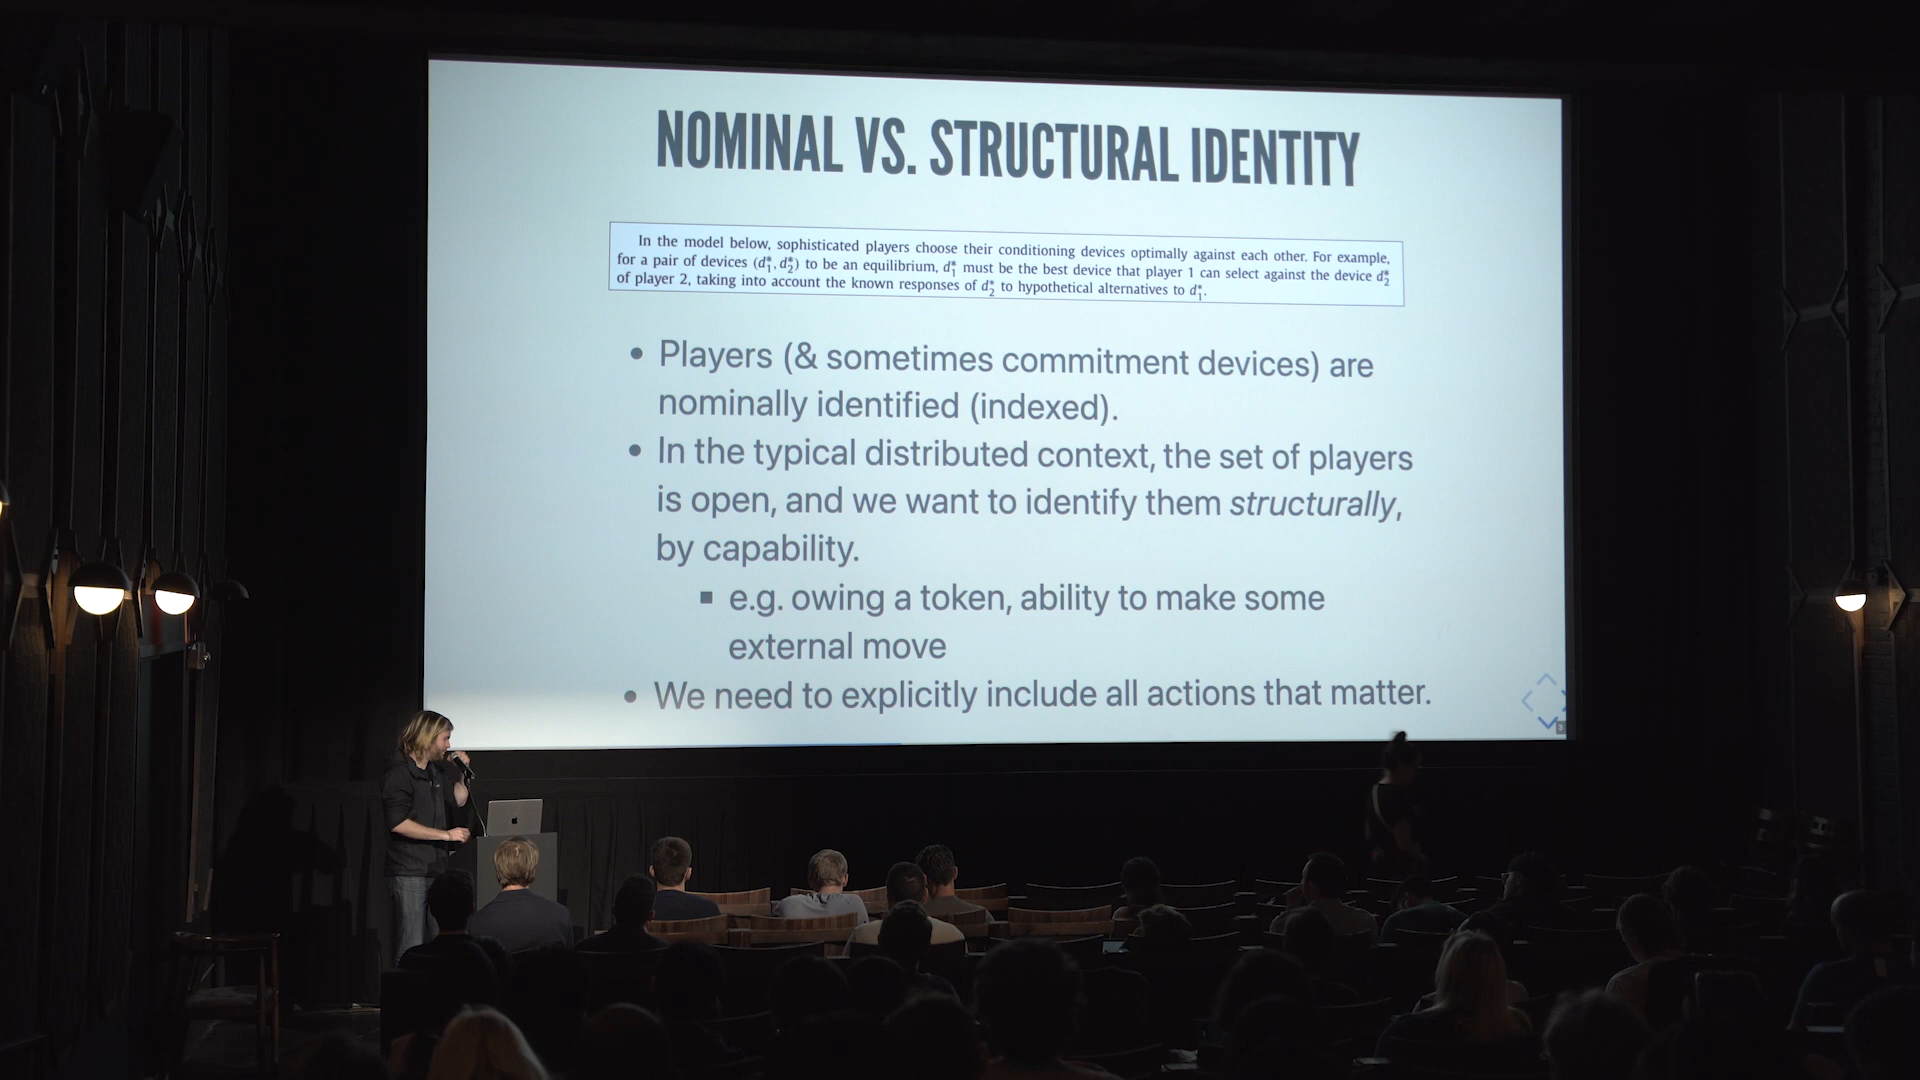 NOMINAL VS. STRUCTURAL IDENTITY
In the model below, sophisticated players choose their conditioning devices optimally against each other. For example,
for a pair of devices (d₁*, d₂*) to be an equilibrium, d₁* must be the best device that player 1 can select against the device d₂*
of player 2, taking into account the known responses of d₂* to hypothetical alternatives to d₁*.
• Players (& sometimes commitment devices) are
nominally identified (indexed).
• In the typical distributed context, the set of players
is open, and we want to identify them structurally,
by capability.
▪ e.g. owing a token, ability to make some
external move
• We need to explicitly include all actions that matter.